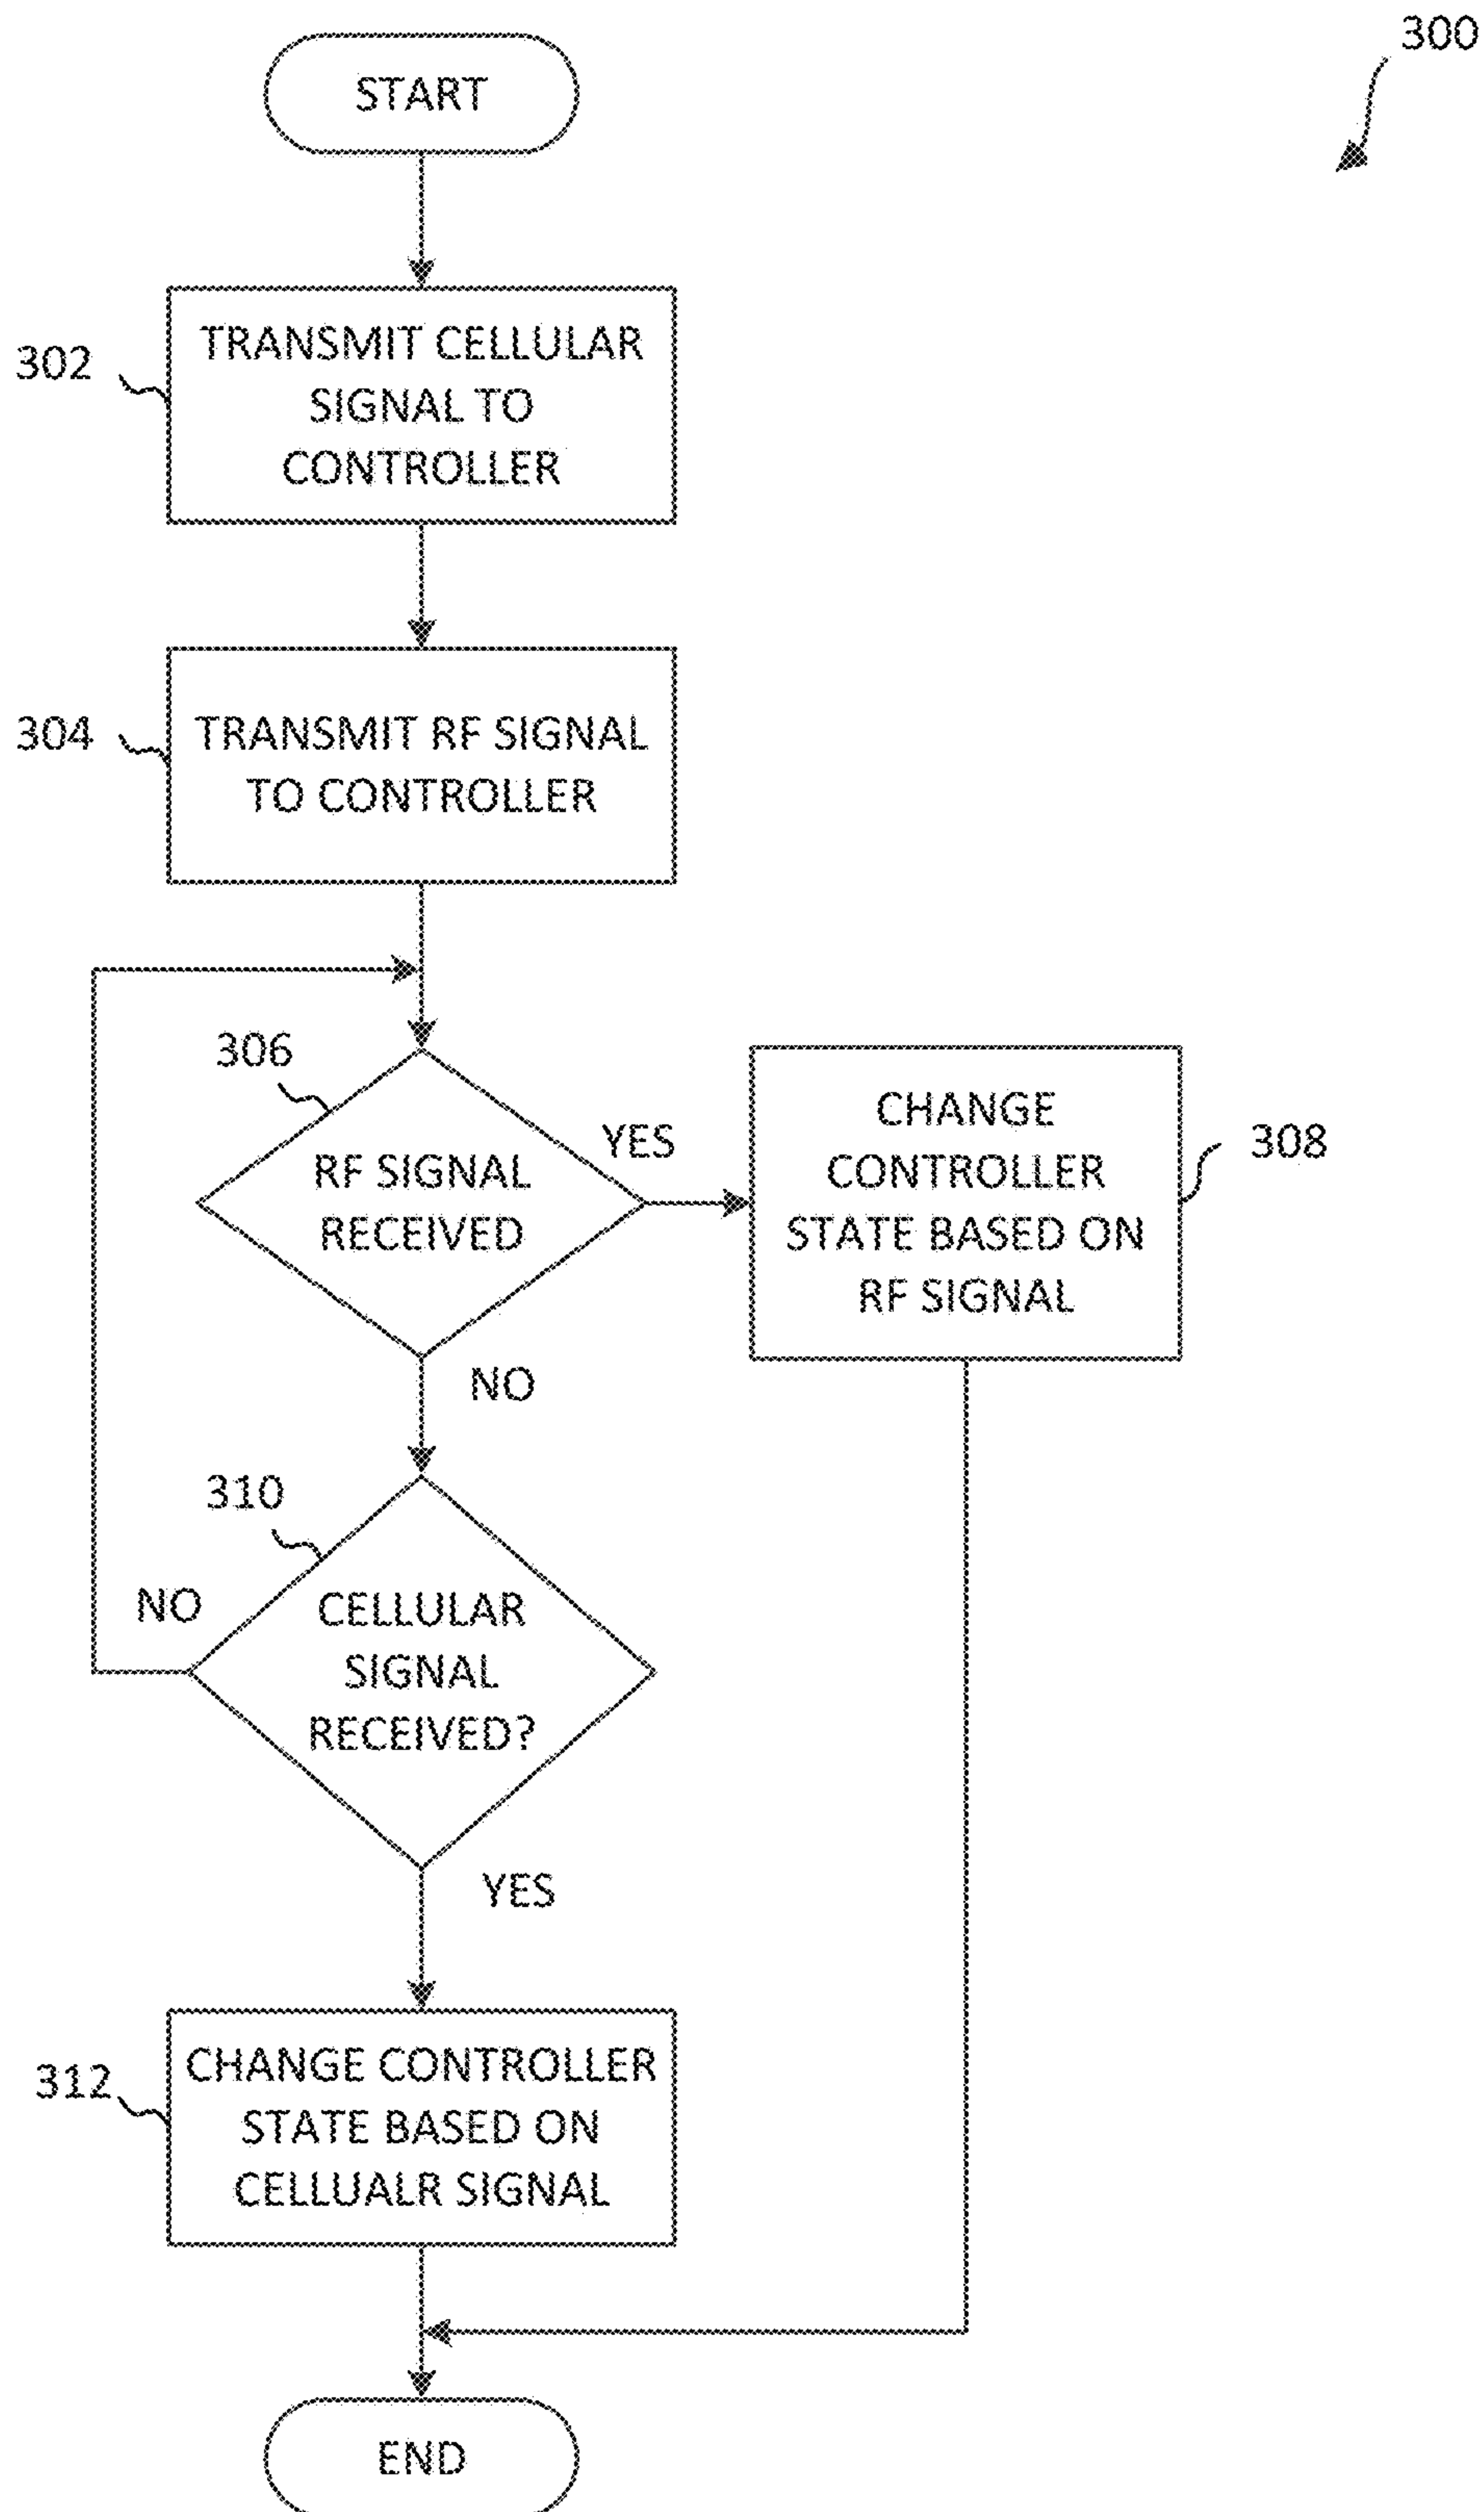 300
START
302
TRANSMIT CELLULAR
SIGNAL TO
CONTROLLER
304
TRANSMIT RF SIGNAL
TO CONTROLLER
306
RF SIGNAL
RECEIVED
YES
CHANGE
CONTROLLER
STATE BASED ON
RF SIGNAL
308
NO
310
NO
CELLULAR
SIGNAL
RECEIVED?
YES
312
CHANGE CONTROLLER
STATE BASED ON
CELLUALR SIGNAL
END